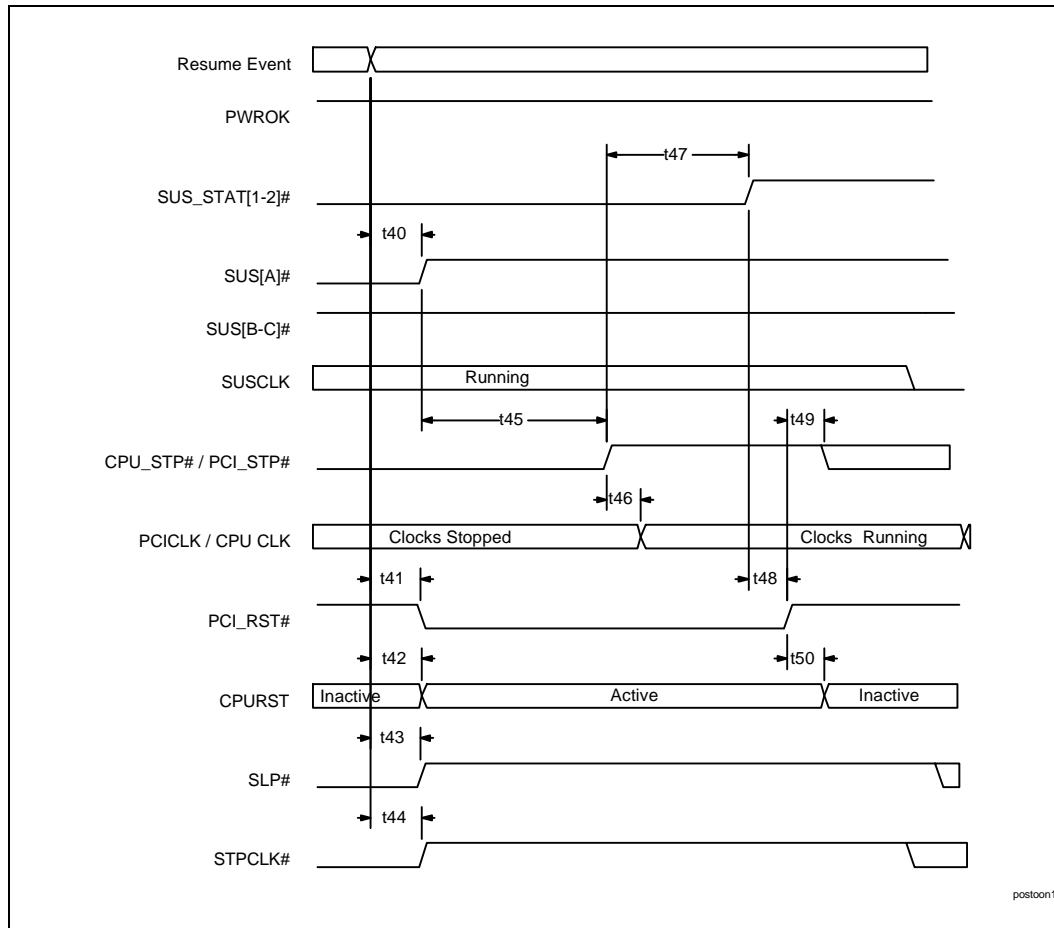 Resume Event
PWROK
t47
SUS_STAT[1-2]#
t40
SUS[A]#
SUS[B-C]#
SUSCLK
Running
t45
t49
CPU_STP# / PCI_STP#
t46
PCICLK / CPU CLK
Clocks Stopped
Clocks Running
t41
t48
PCI_RST#
t42
t50
CPURST
Inactive
Active
Inactive
t43
SLP#
t44
STPCLK#
postoon1